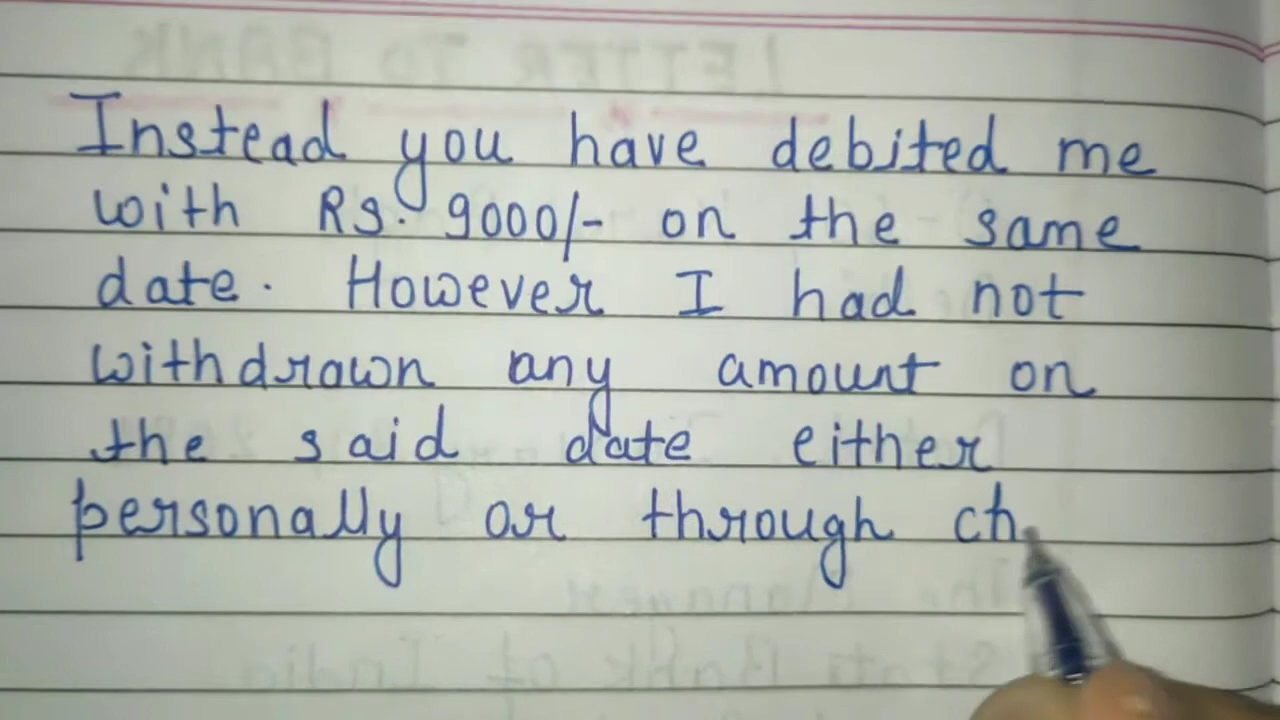 Instead you have debited me
with Rs. 9000/- on the same
date. However I had not
withdrawn any amount on
the said date either
personally or through ch